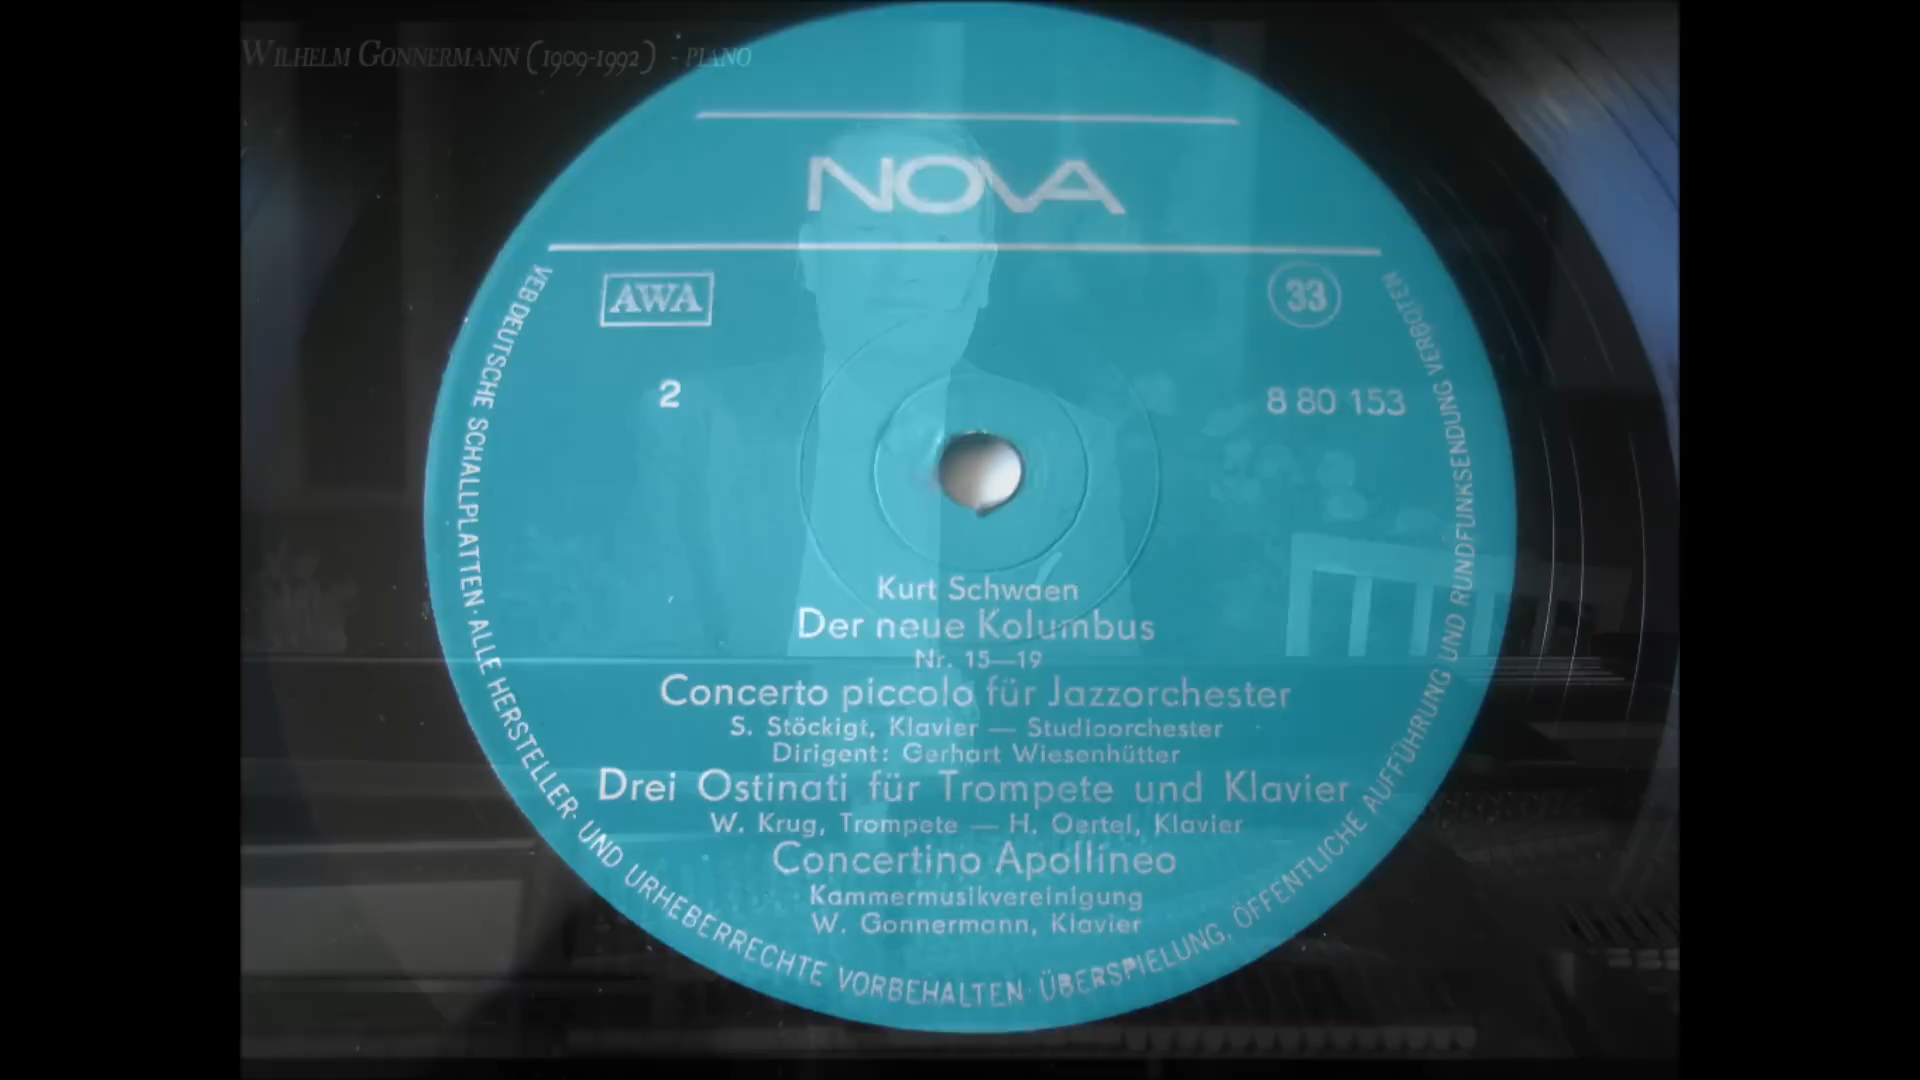 Wilhelm Gonnermann (1909-1992) - piano
NOVA
AWA
33
2
8 80 153
Kurt Schwaen
Der neue Kolumbus
Nr. 15—19
Concerto piccolo für Jazzorchester
S. Stöckigt, Klavier — Studioorchester
Dirigent: Gerhart Wiesenhütter
Drei Ostinati für Trompete und Klavier
W. Krug, Trompete — H. Oertel, Klavier
Concertino Apollineo
Kammermusikvereinigung
W. Gonnermann, Klavier
VEB DEUTSCHE SCHALLPLATTEN · ALLE HERSTELLER- UND URHEBERRECHTE VORBEHALTEN · ÜBERSPIELUNG, ÖFFENTLICHE AUFFÜHRUNG UND RUNDFUNKSENDUNG VERBOTEN